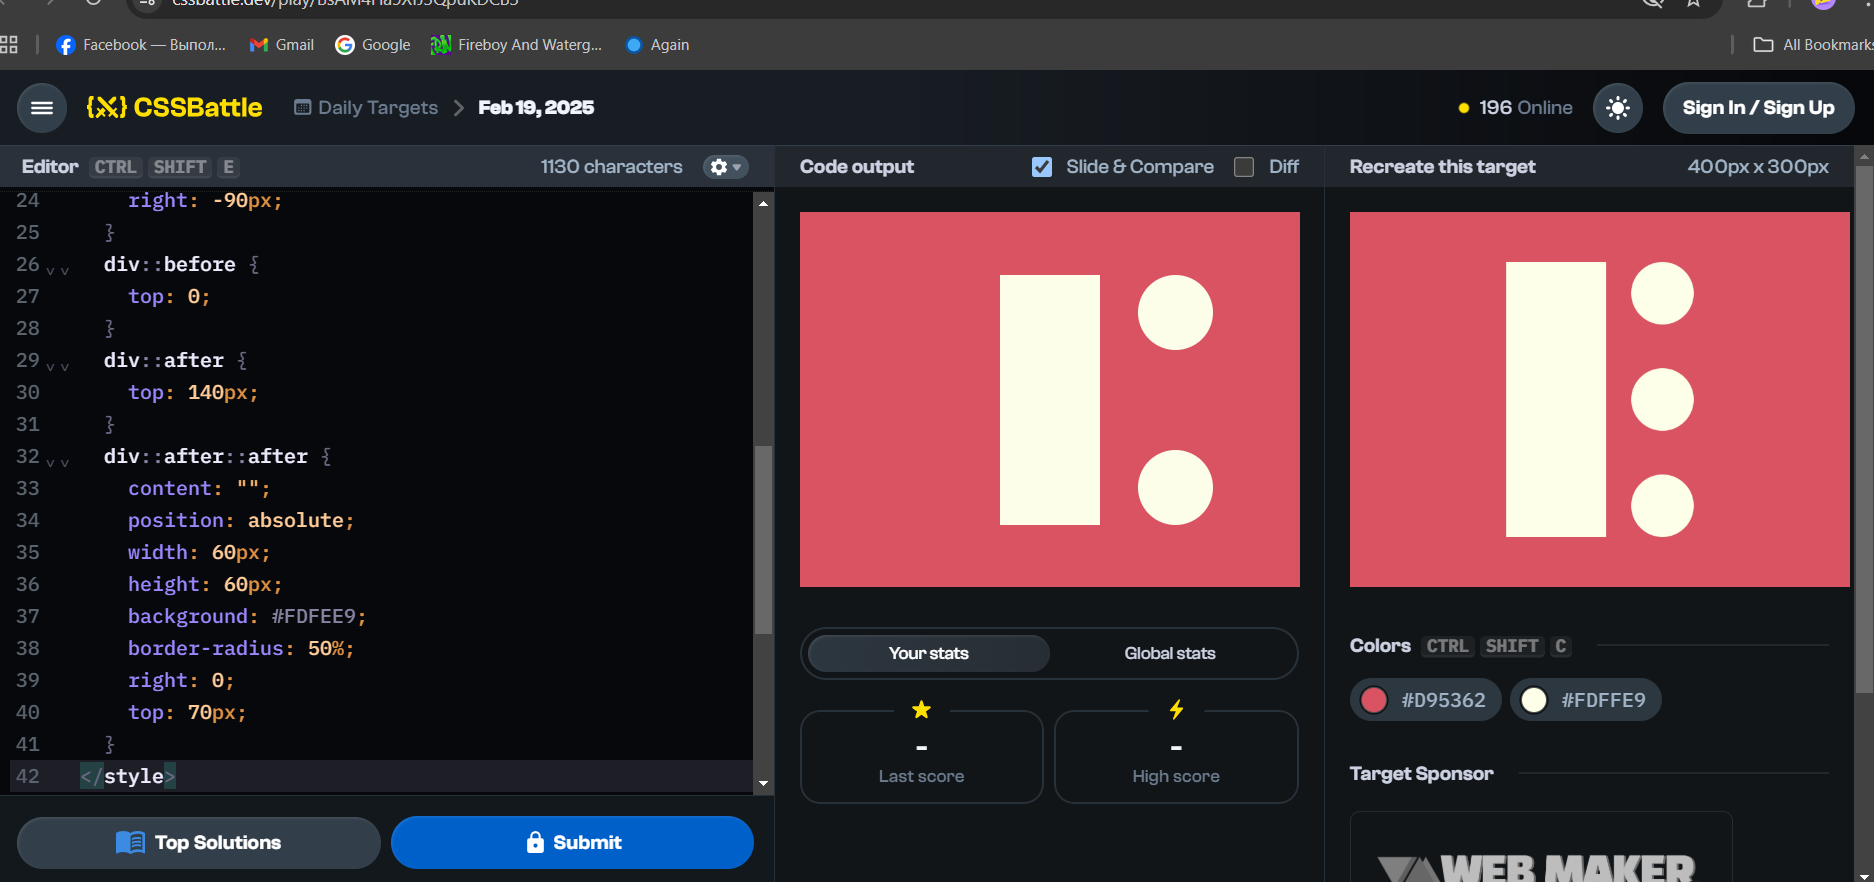 Facebook — Выпол...
Gmail
Google
Fireboy And Waterg...
Again
All Bookmarks
CSSBattle
Daily Targets
Feb 19, 2025
196 Online
Sign In / Sign Up
Editor CTRL SHIFT E
1130 characters
Code output
Slide & Compare
Diff
Recreate this target
400px x 300px
24 right: -90px;
25 }
26 div::before {
27 top: 0;
28 }
29 div::after {
30 top: 140px;
31 }
32 div::after::after {
33 content: "";
34 position: absolute;
35 width: 60px;
36 height: 60px;
37 background: #FDFEE9;
38 border-radius: 50%;
39 right: 0;
40 top: 70px;
41 }
42 </style>
Top Solutions
Submit
Your stats
Global stats
-
Last score
-
High score
Colors CTRL SHIFT C
#D95362
#FDFFE9
Target Sponsor
WEB MAKER